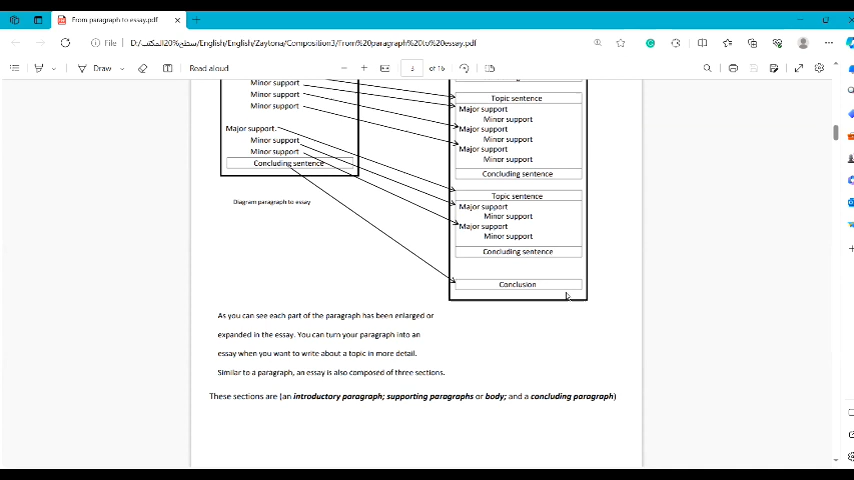 From paragraph to essay.pdf
File
D:/سطح%20المكتب/English/English/Zaytona/Composition3/From%20paragraph%20to%20essay.pdf
Draw
Read aloud
3
of 16
Minor support
Minor support
Minor support
Major support.
Minor support
Minor support
Concluding sentence
Diagram paragraph to essay
Topic sentence
Major support
Minor support
Major support
Minor support
Major support
Minor support
Concluding sentence
Topic sentence
Major support
Minor support
Major support
Minor support
Concluding sentence
Conclusion
As you can see each part of the paragraph has been enlarged or
expanded in the essay. You can turn your paragraph into an
essay when you want to write about a topic in more detail.
Similar to a paragraph, an essay is also composed of three sections.
These sections are (an introductory paragraph; supporting paragraphs or body; and a concluding paragraph)